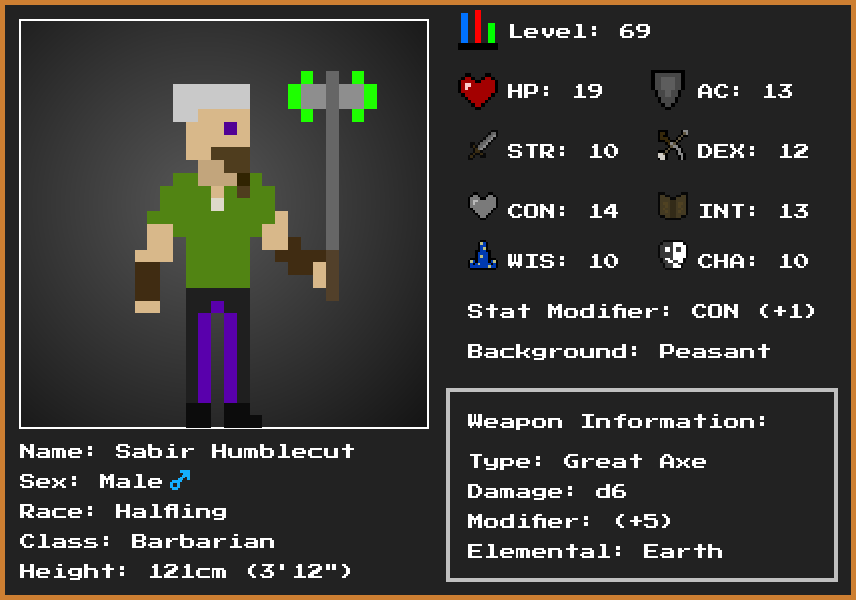 Level: 69
HP: 19
AC: 13
STR: 10
DEX: 12
CON: 14
INT: 13
WIS: 10
CHA: 10
Stat Modifier: CON (+1)
Background: Peasant
Weapon Information:
Type: Great Axe
Damage: d6
Modifier: (+5)
Elemental: Earth
Name: Sabir Humblecut
Sex: Male♂
Race: Halfling
Class: Barbarian
Height: 121cm (3'12")